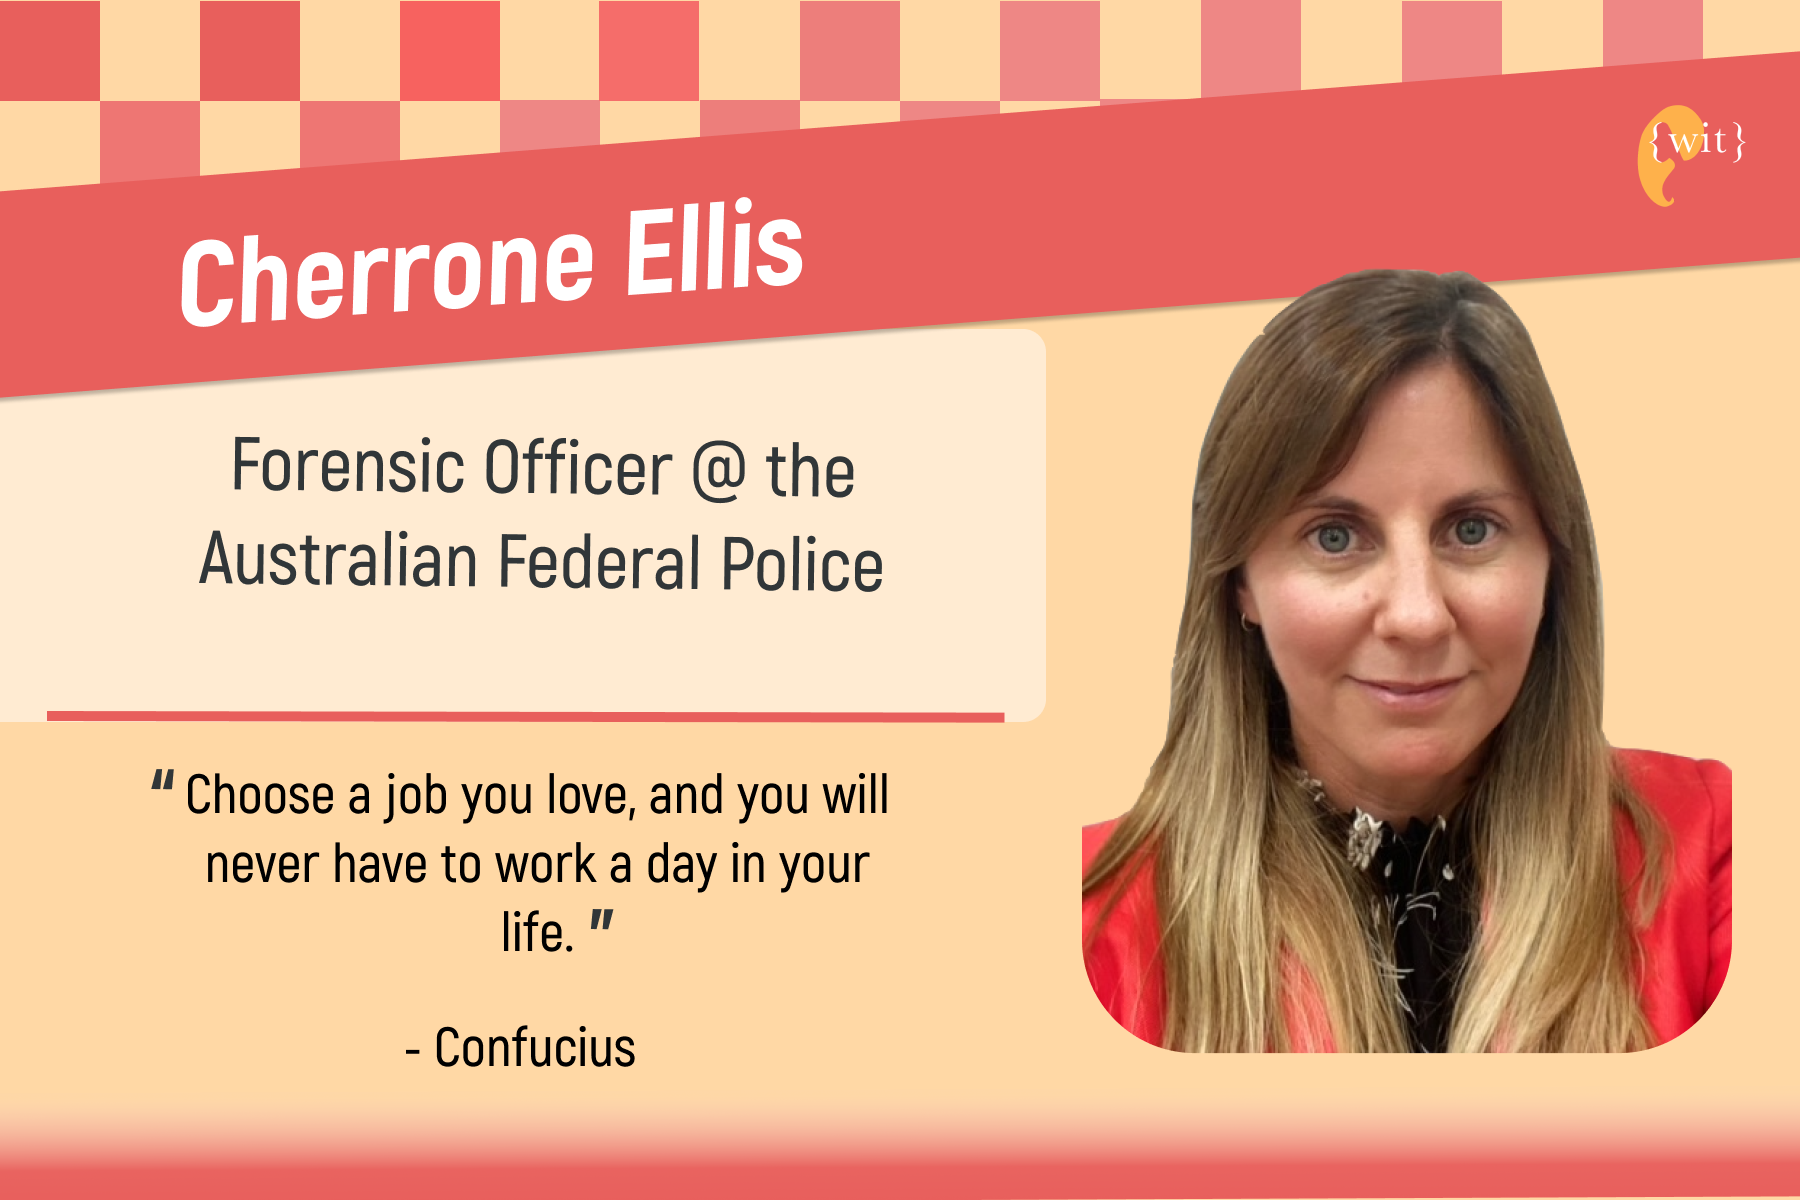 {wit}
Cherrone Ellis
Forensic Officer @ the
Australian Federal Police
" Choose a job you love, and you will
never have to work a day in your
life. "
- Confucius